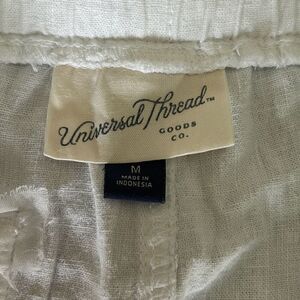 Universal Thread™
GOODS
CO.
M
MADE IN
INDONESIA